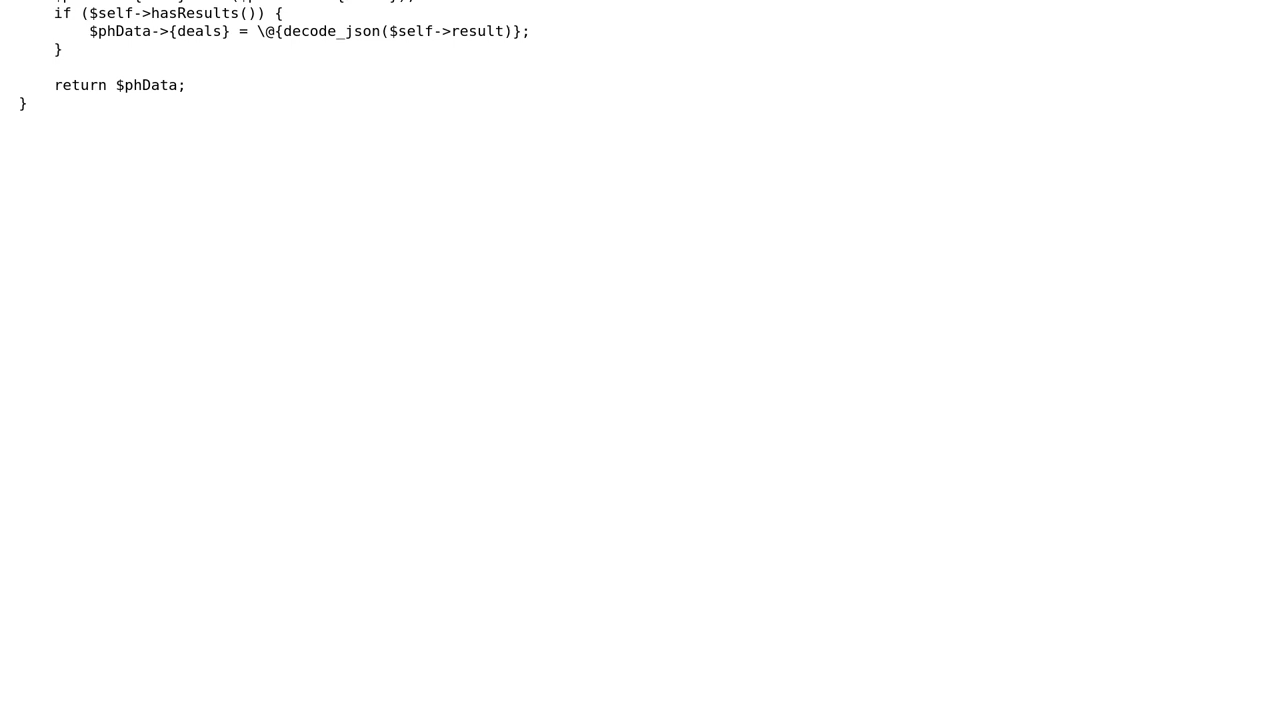 if ($self->hasResults()) {
$phData->{deals} = \@{decode_json($self->result)};
}
return $phData;
}